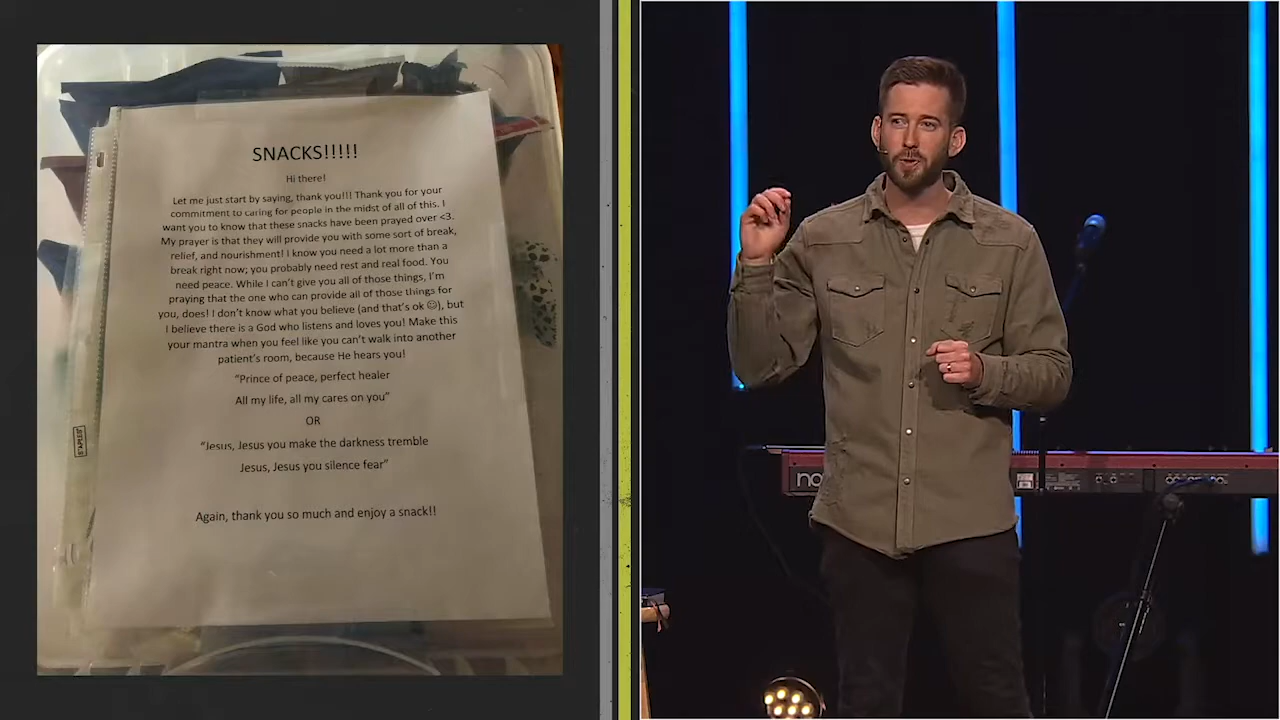 SNACKS!!!!!
Hi there!
Let me just start by saying, thank you!!! Thank you for your
commitment to caring for people in the midst of all of this. I
want you to know that these snacks have been prayed over <3.
My prayer is that they will provide you with some sort of break,
relief, and nourishment! I know you need a lot more than a
break right now; you probably need rest and real food. You
need peace. While I can't give you all of those things, I'm
praying that the one who can provide all of those things for
you, does! I don't know what you believe (and that's ok ☺), but
I believe there is a God who listens and loves you! Make this
your mantra when you feel like you can't walk into another
patient's room, because He hears you!
"Prince of peace, perfect healer
All my life, all my cares on you"
OR
"Jesus, Jesus you make the darkness tremble
Jesus, Jesus you silence fear"
Again, thank you so much and enjoy a snack!!
STAPLES